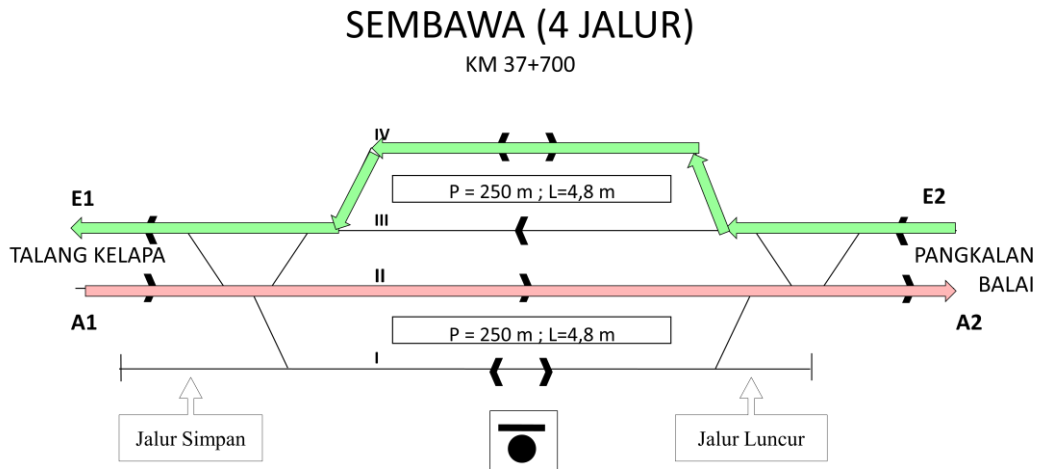 SEMBAWA (4 JALUR)
KM 37+700
IV
P = 250 m ; L=4,8 m
E1
E2
III
TALANG KELAPA
PANGKALAN
BALAI
II
A1
A2
P = 250 m ; L=4,8 m
I
Jalur Simpan
Jalur Luncur